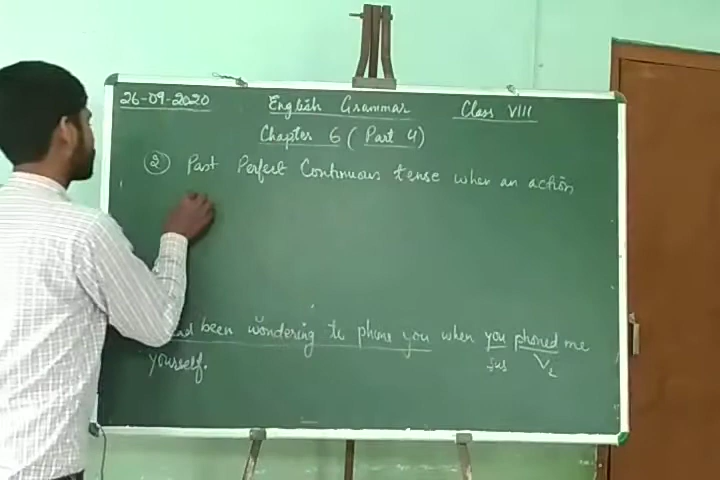 26-09-2020 English Grammar Class VIII
Chapter 6 ( Part 4)
② Past Perfect Continuous tense when an action
had been wondering to phone you when you phoned me
V2
yourself.